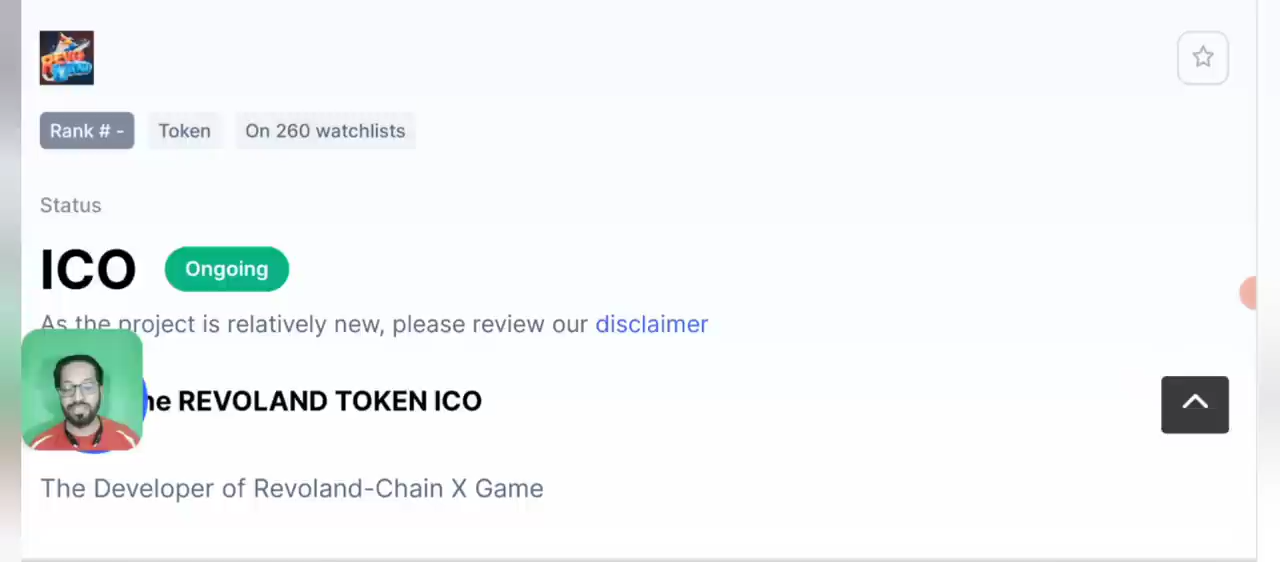 REVO
Rank # -
Token
On 260 watchlists
Status
ICO
Ongoing
As the project is relatively new, please review our disclaimer
REVOLAND TOKEN ICO
The Developer of Revoland-Chain X Game